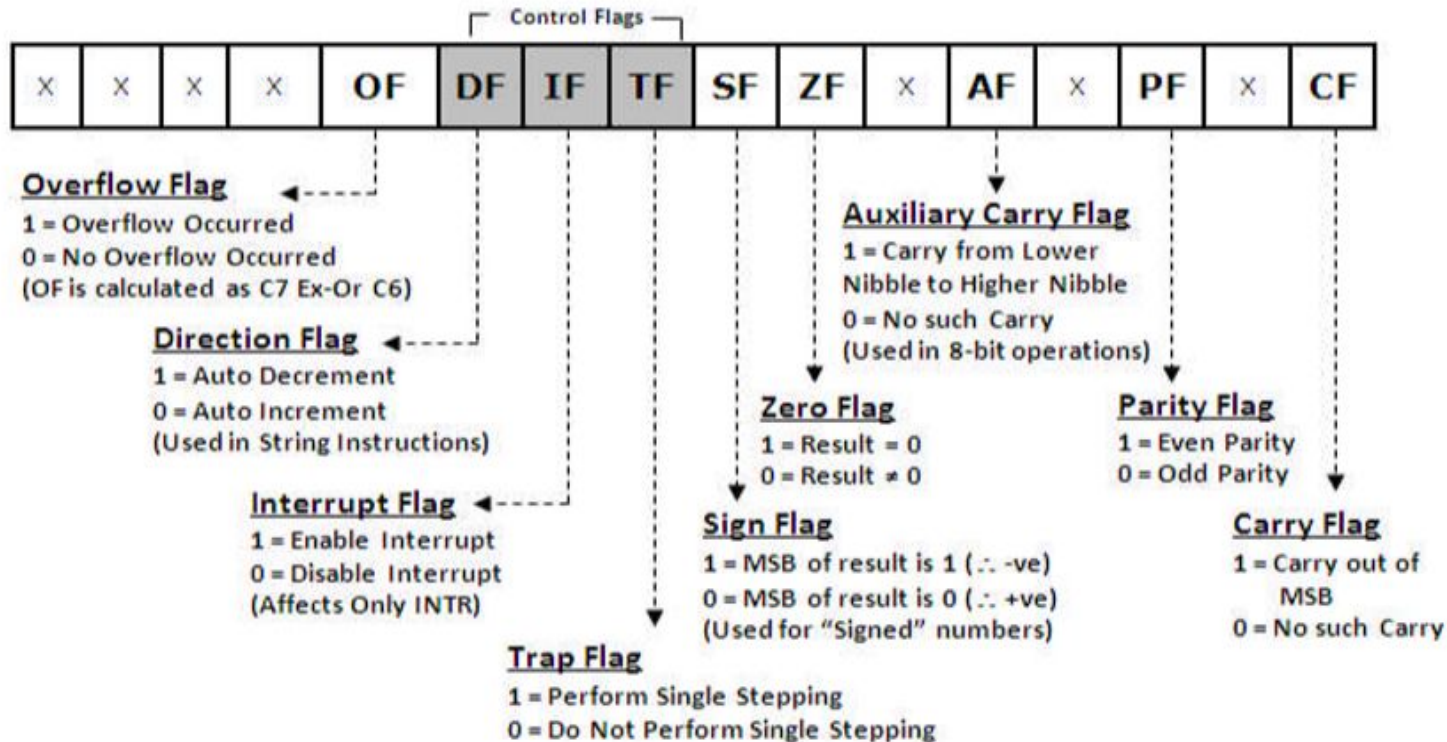 Control Flags
x x x x OF DF IF TF SF ZF x AF x PF x CF
Overflow Flag
1 = Overflow Occurred
0 = No Overflow Occurred
(OF is calculated as C7 Ex-Or C6)
Direction Flag
1 = Auto Decrement
0 = Auto Increment
(Used in String Instructions)
Interrupt Flag
1 = Enable Interrupt
0 = Disable Interrupt
(Affects Only INTR)
Trap Flag
1 = Perform Single Stepping
0 = Do Not Perform Single Stepping
Sign Flag
1 = MSB of result is 1 (∴ -ve)
0 = MSB of result is 0 (∴ +ve)
(Used for “Signed” numbers)
Zero Flag
1 = Result = 0
0 = Result ≠ 0
Auxiliary Carry Flag
1 = Carry from Lower
Nibble to Higher Nibble
0 = No such Carry
(Used in 8-bit operations)
Parity Flag
1 = Even Parity
0 = Odd Parity
Carry Flag
1 = Carry out of
MSB
0 = No such Carry